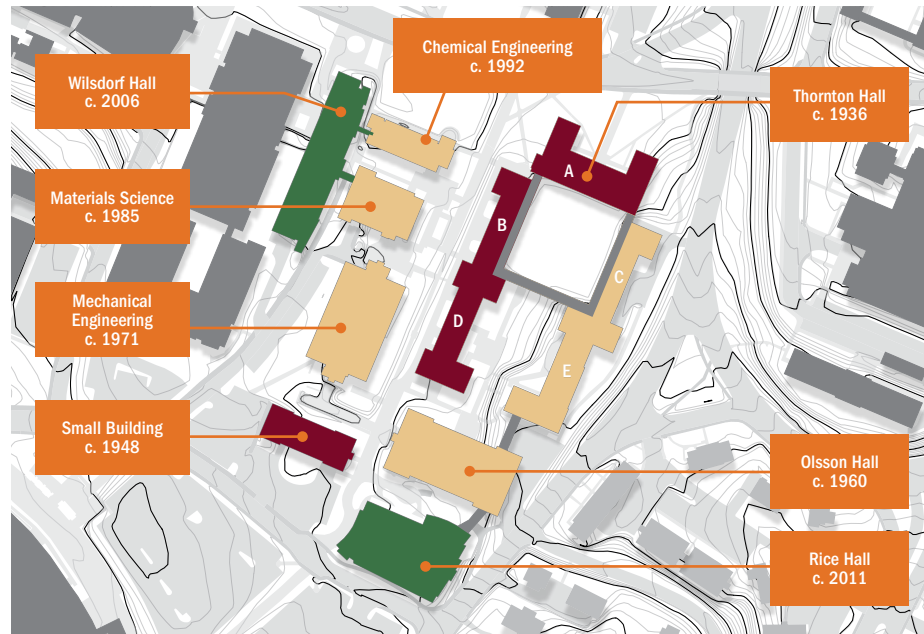 Chemical Engineering
c. 1992
Wilsdorf Hall
c. 2006
Thornton Hall
c. 1936
A
Materials Science
c. 1985
B
C
Mechanical
Engineering
c. 1971
D
E
Small Building
c. 1948
Olsson Hall
c. 1960
Rice Hall
c. 2011